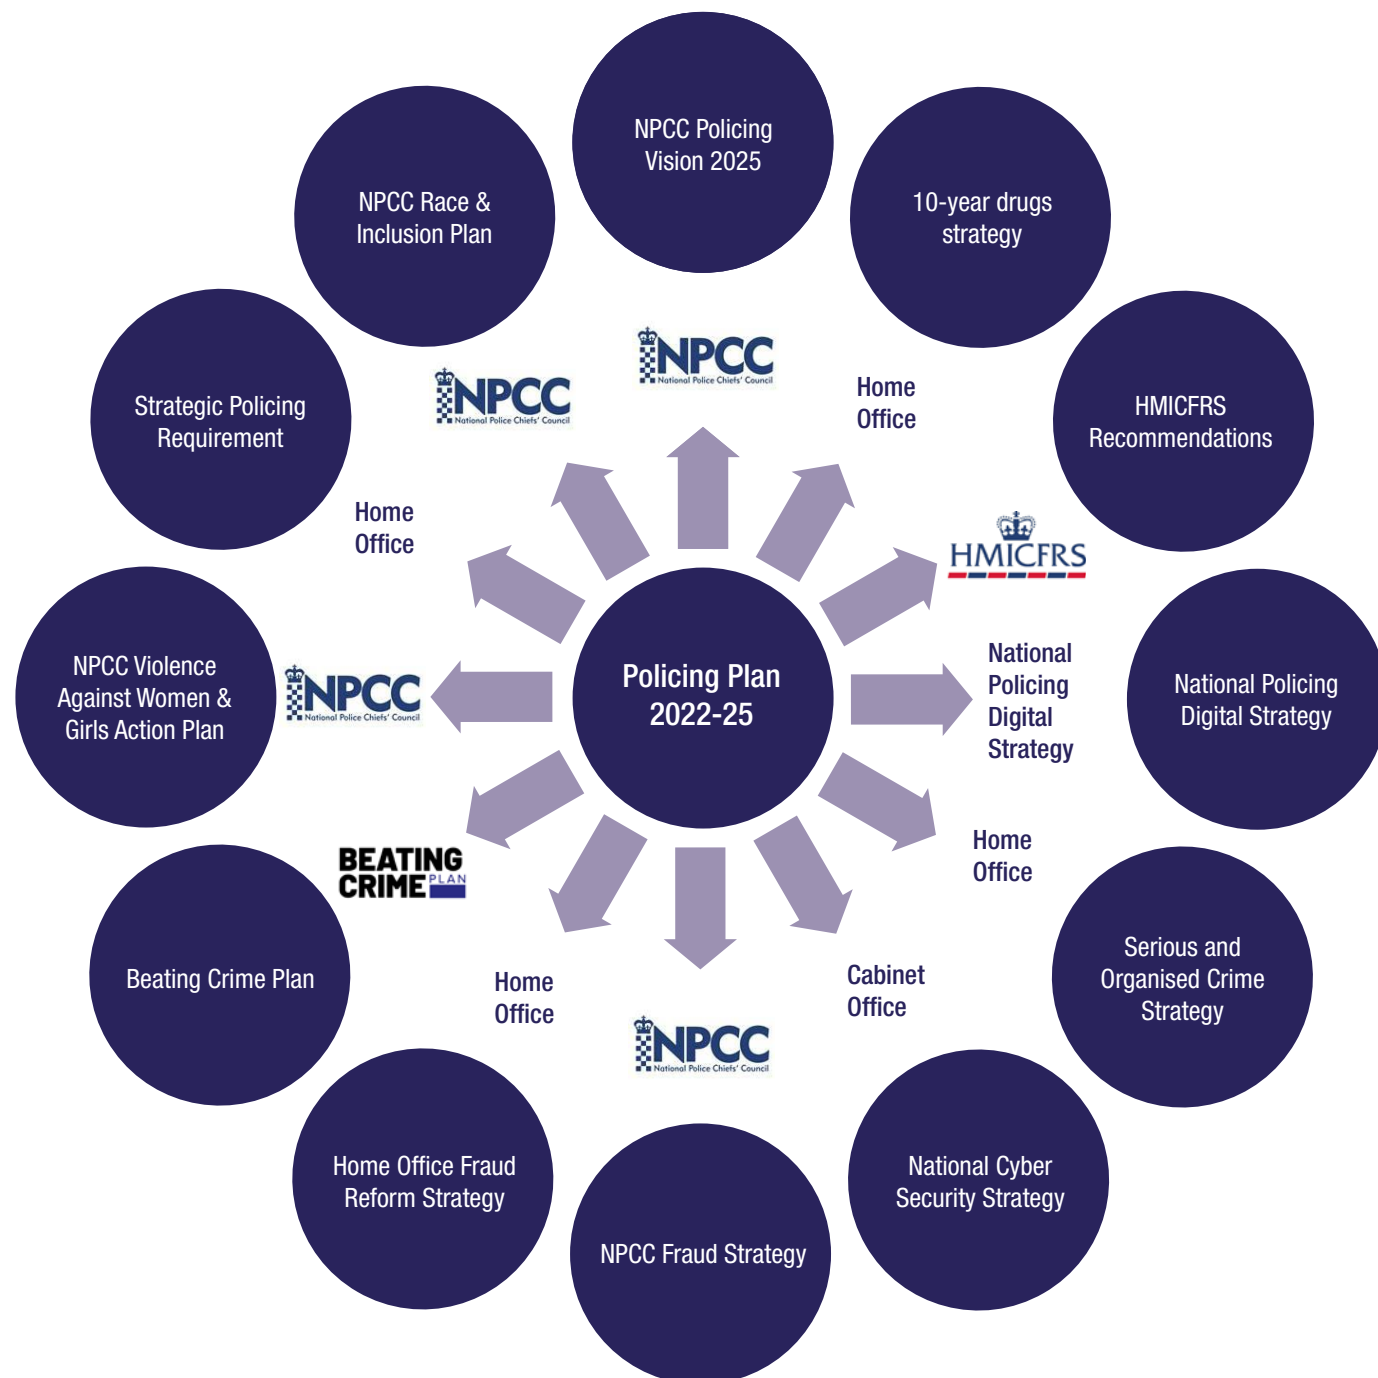 NPCC Policing
Vision 2025
10-year drugs
strategy
HMICFRS
Recommendations
National Policing
Digital Strategy
Serious and
Organised Crime
Strategy
National Cyber
Security Strategy
NPCC Fraud Strategy
Home Office Fraud
Reform Strategy
Beating Crime Plan
NPCC Violence
Against Women &
Girls Action Plan
Strategic Policing
Requirement
NPCC Race &
Inclusion Plan
NPCC
National Police Chiefs' Council
Home
Office
HMICFRS
National
Policing
Digital
Strategy
Home
Office
Cabinet
Office
NPCC
National Police Chiefs' Council
Home
Office
BEATING
CRIME PLAN
NPCC
National Police Chiefs' Council
Home
Office
NPCC
National Police Chiefs' Council
Policing Plan
2022-25